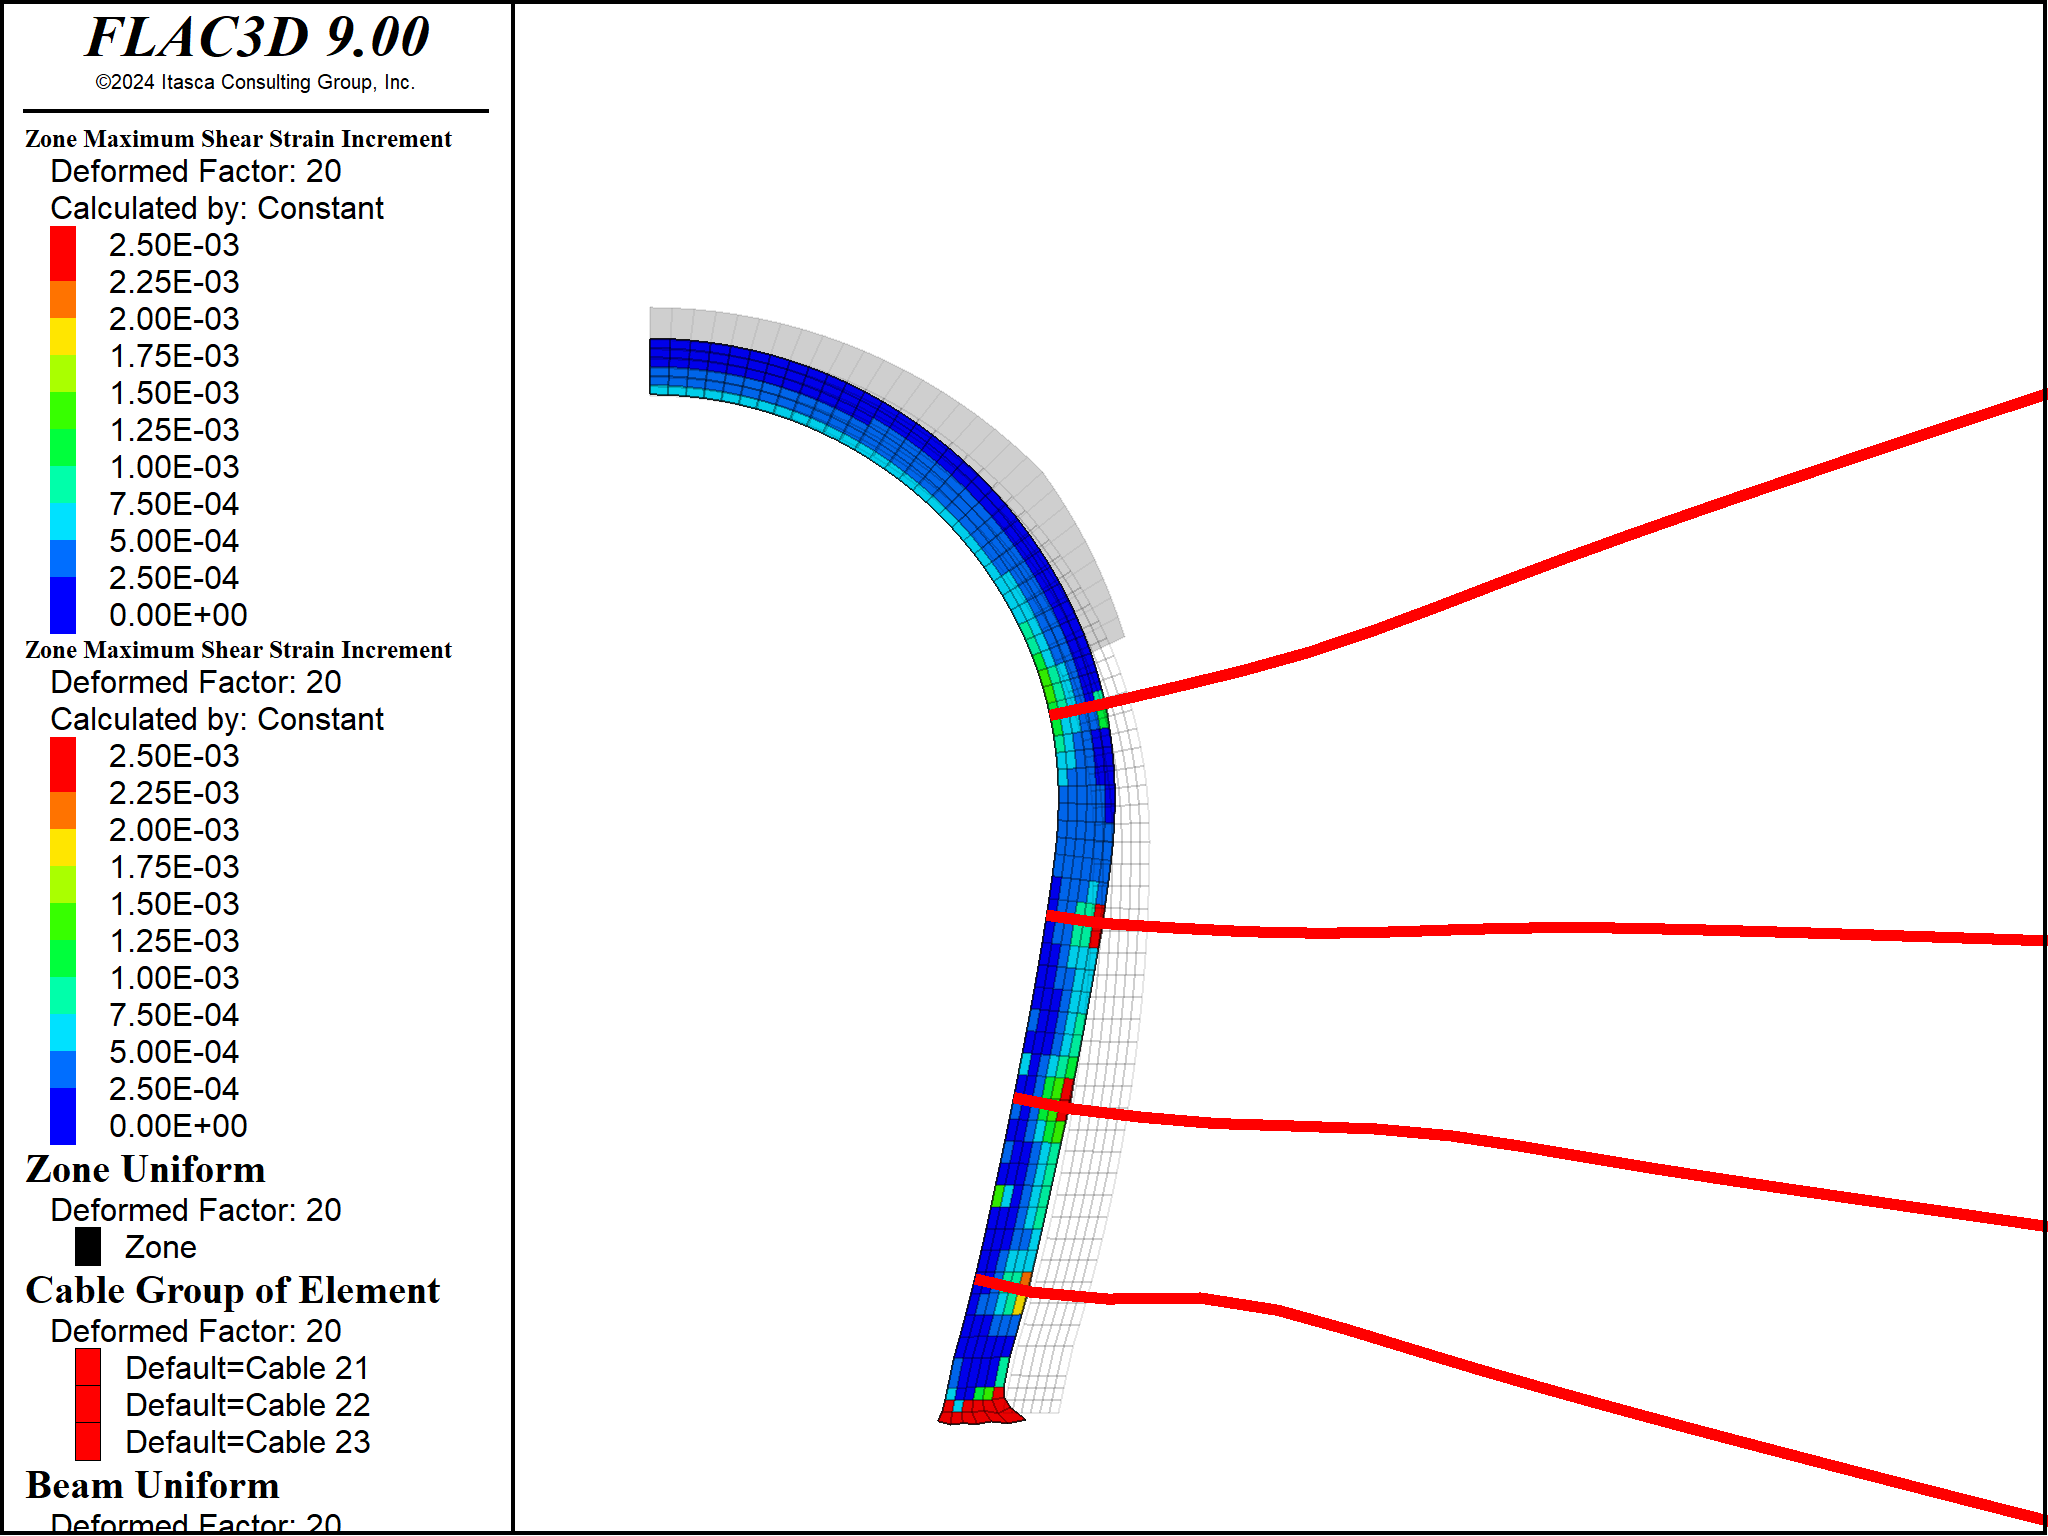 FLAC3D 9.00
©2024 Itasca Consulting Group, Inc.
Zone Maximum Shear Strain Increment
Deformed Factor: 20
Calculated by: Constant
2.50E-03
2.25E-03
2.00E-03
1.75E-03
1.50E-03
1.25E-03
1.00E-03
7.50E-04
5.00E-04
2.50E-04
0.00E+00
Zone Maximum Shear Strain Increment
Deformed Factor: 20
Calculated by: Constant
2.50E-03
2.25E-03
2.00E-03
1.75E-03
1.50E-03
1.25E-03
1.00E-03
7.50E-04
5.00E-04
2.50E-04
0.00E+00
Zone Uniform
Deformed Factor: 20
Zone
Cable Group of Element
Deformed Factor: 20
Default=Cable 21
Default=Cable 22
Default=Cable 23
Beam Uniform
Deformed Factor: 20